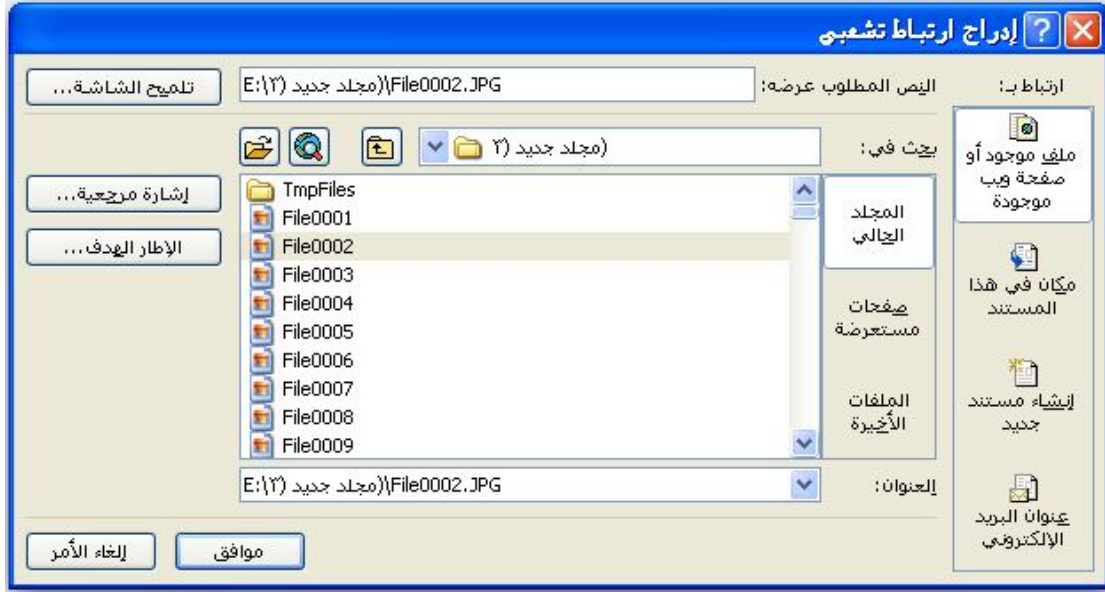 إدراج ارتباط تشعبي
ارتباط بـ:
النص المطلوب عرضه:
E:\مجلد جديد (٢)\File0002.JPG
تلميح الشاشة...
ملف موجود أو
صفحة ويب
موجودة
مكان في هذا
المستند
إنشاء مستند
جديد
عنوان البريد
الإلكتروني
بحث في:
مجلد جديد (٢)
المجلد
الحالي
صفحات
مستعرضة
الملفات
الأخيرة
TmpFiles
File0001
File0002
File0003
File0004
File0005
File0006
File0007
File0008
File0009
إشارة مرجعية...
الإطار الهدف...
العنوان:
E:\مجلد جديد (٢)\File0002.JPG
موافق
إلغاء الأمر